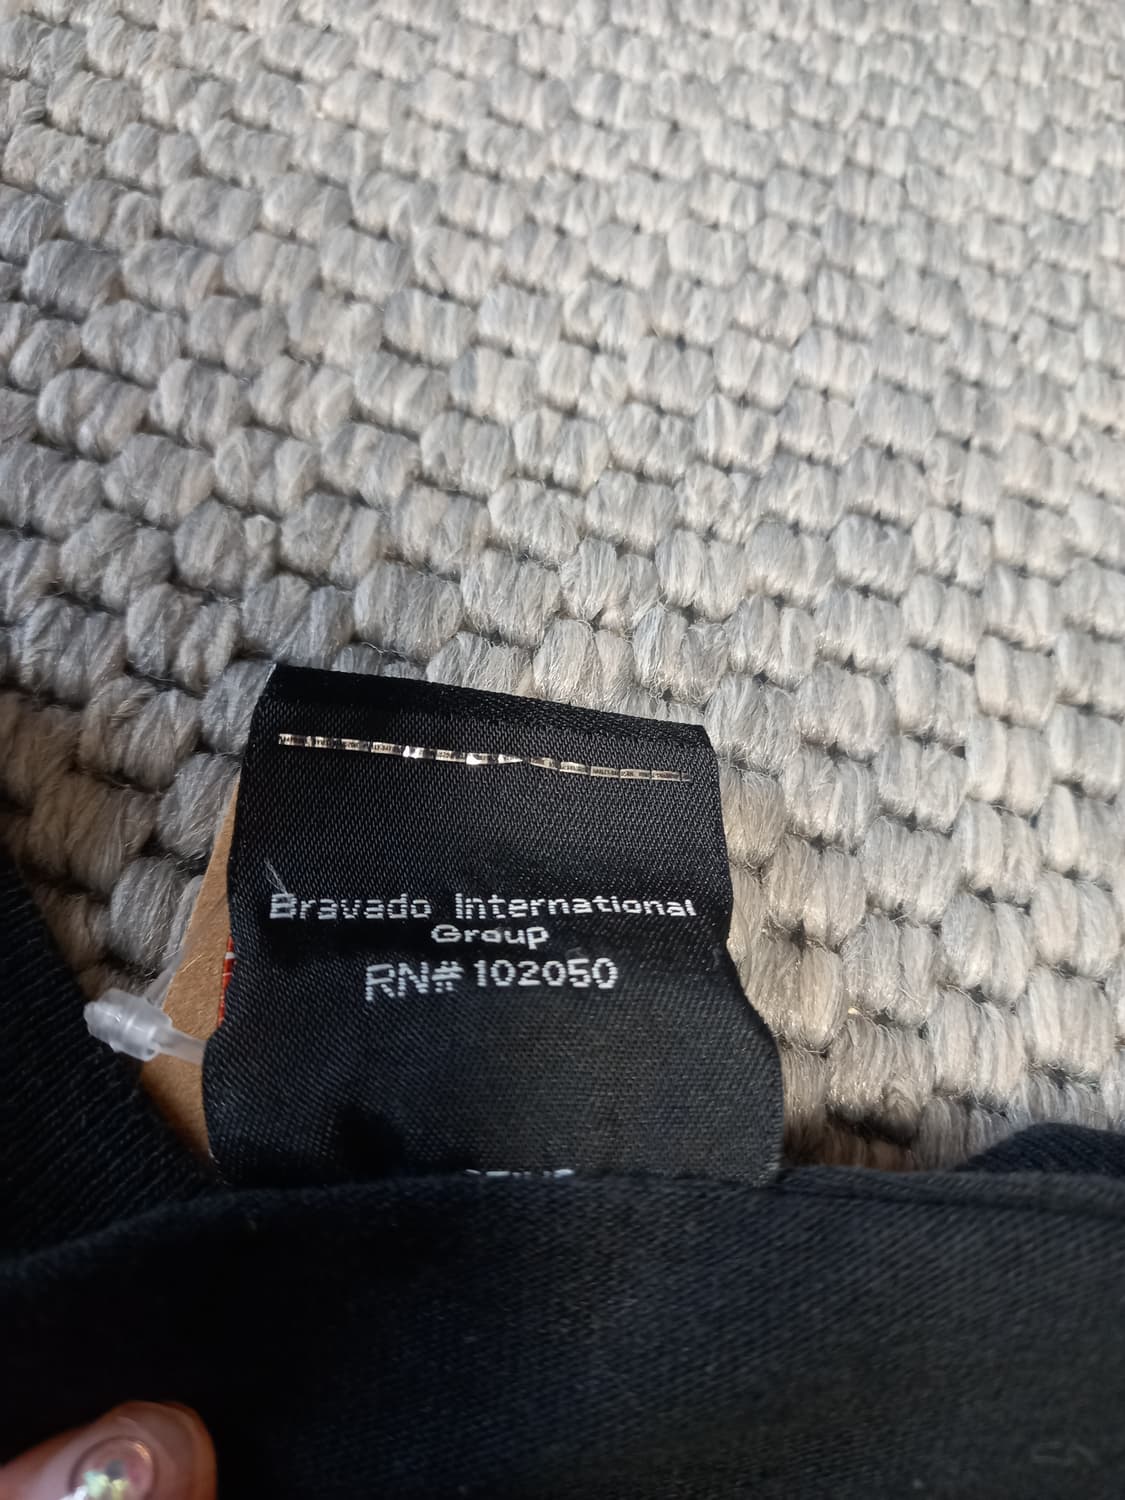 Bravado International
Group
RN# 102050